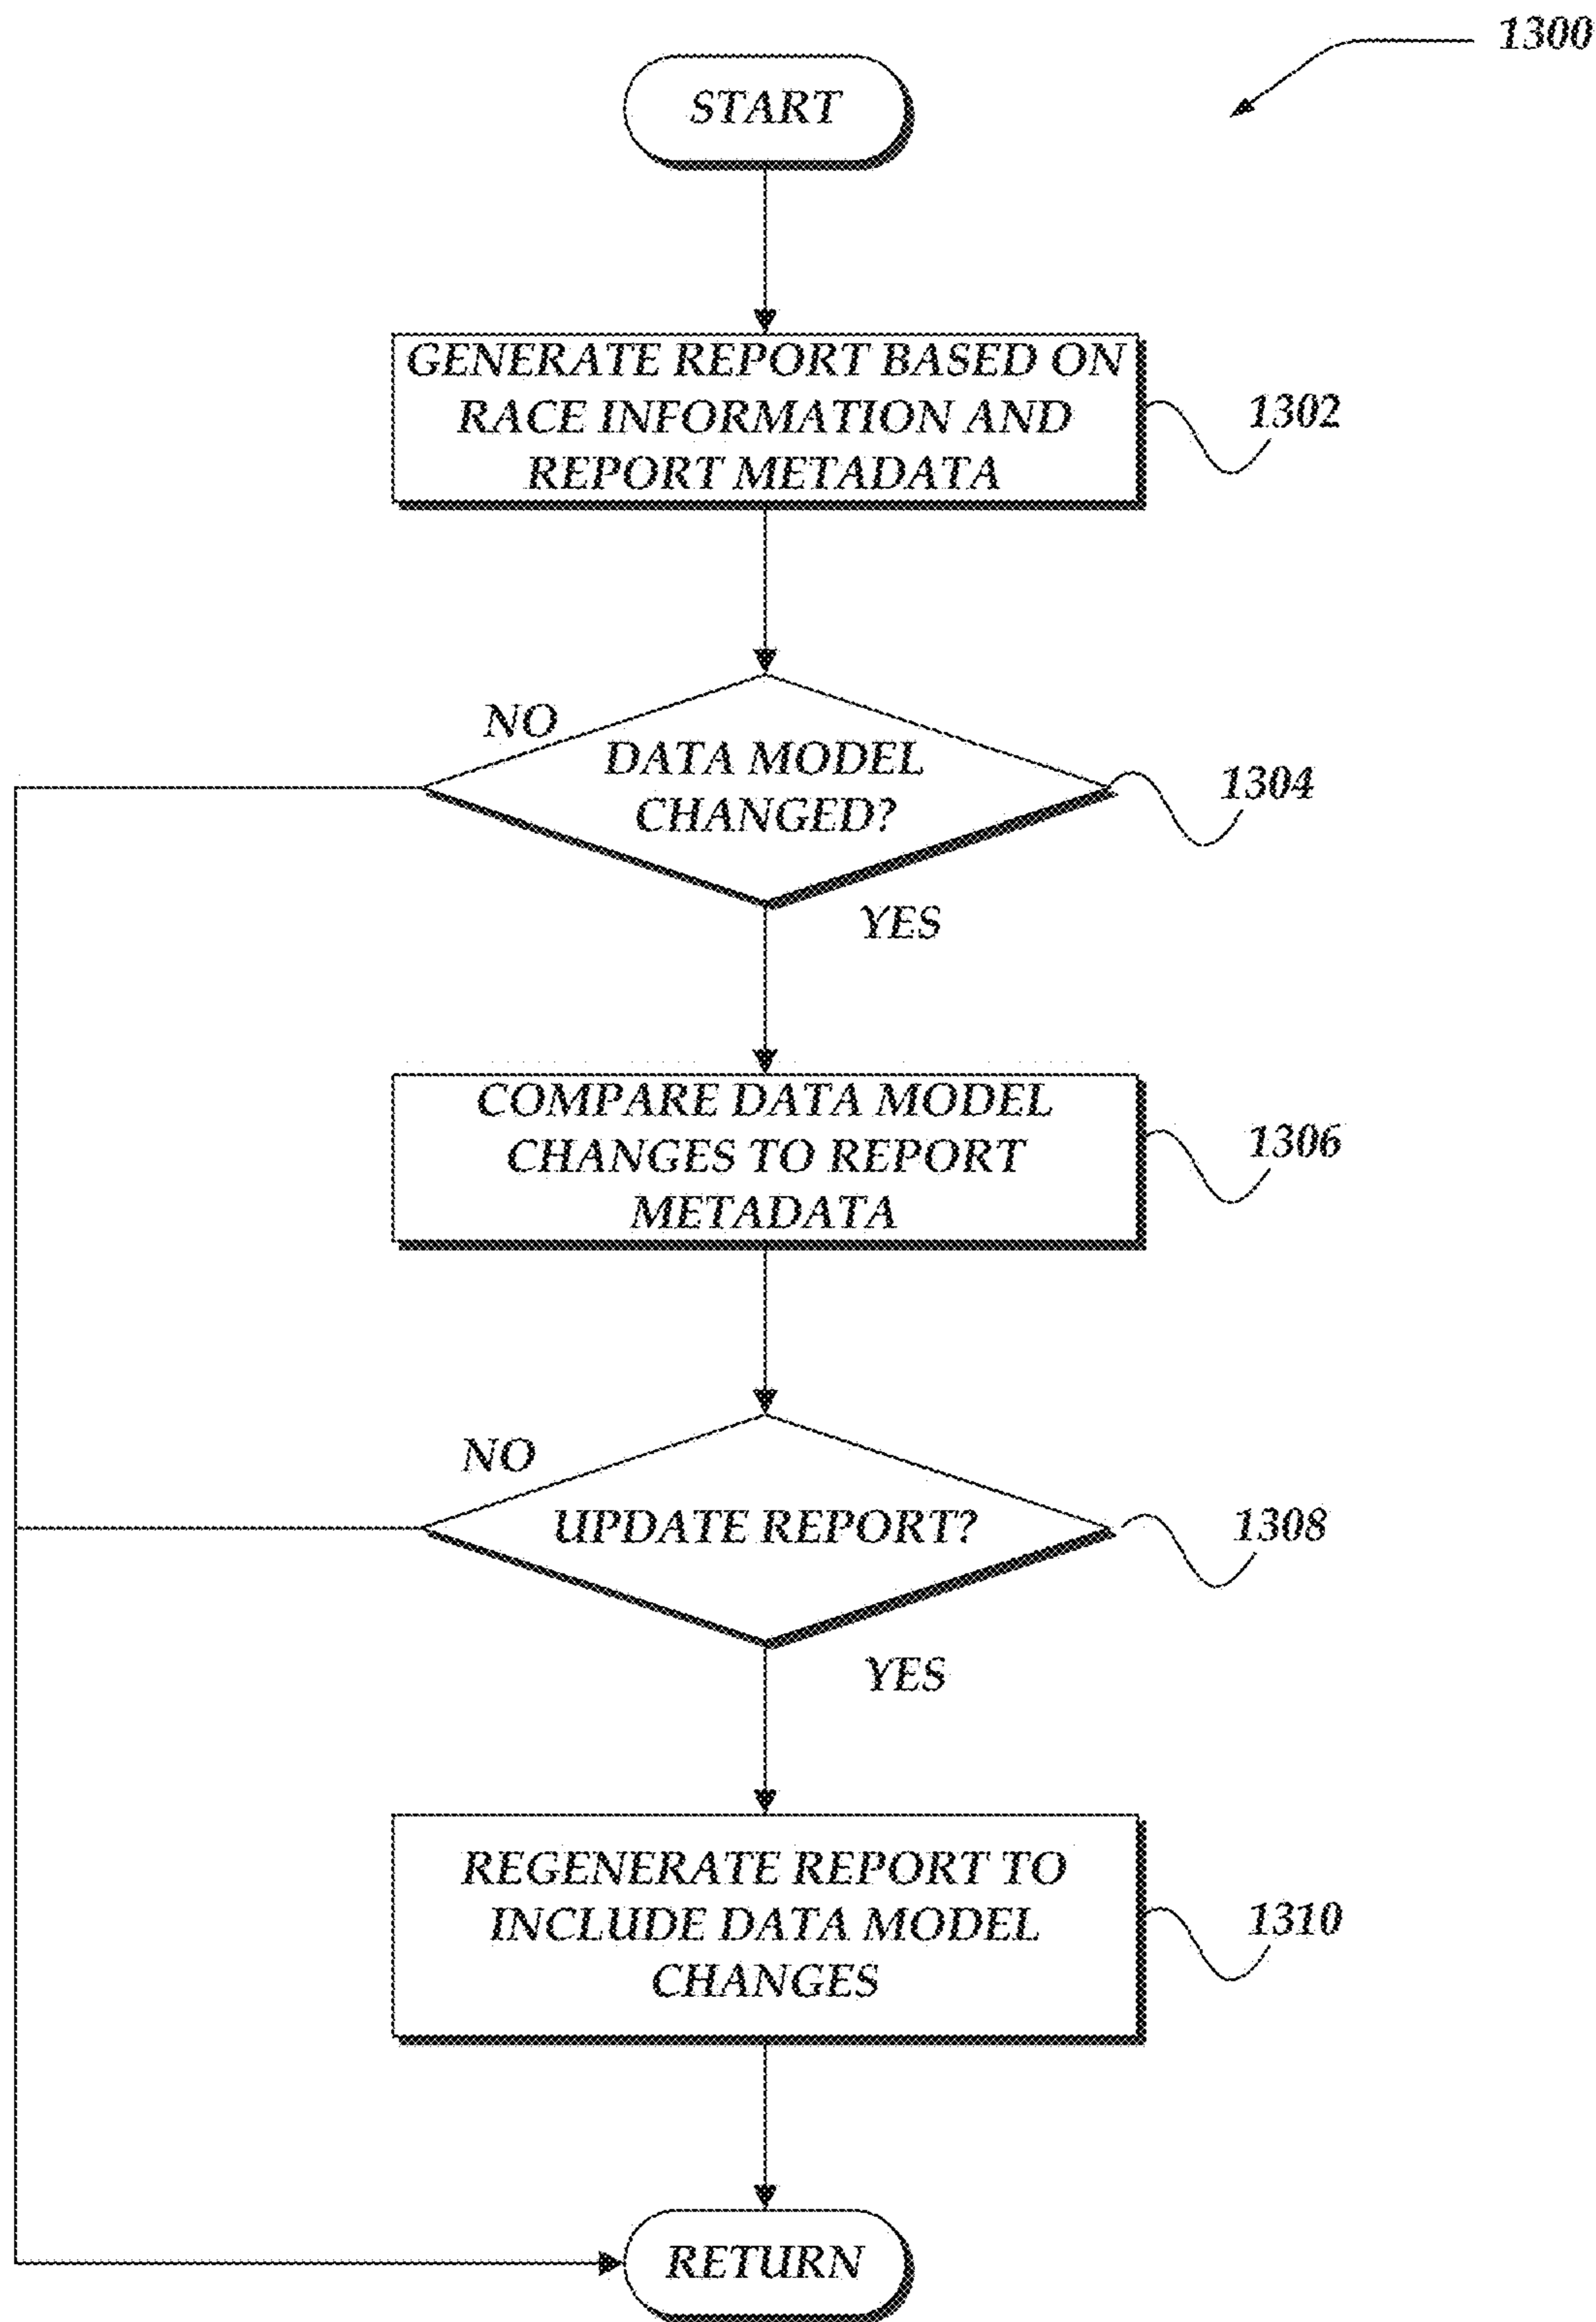 1300
START
GENERATE REPORT BASED ON
RACE INFORMATION AND
REPORT METADATA
1302
NO
DATA MODEL
CHANGED?
1304
YES
COMPARE DATA MODEL
CHANGES TO REPORT
METADATA
1306
NO
UPDATE REPORT?
1308
YES
REGENERATE REPORT TO
INCLUDE DATA MODEL
CHANGES
1310
RETURN